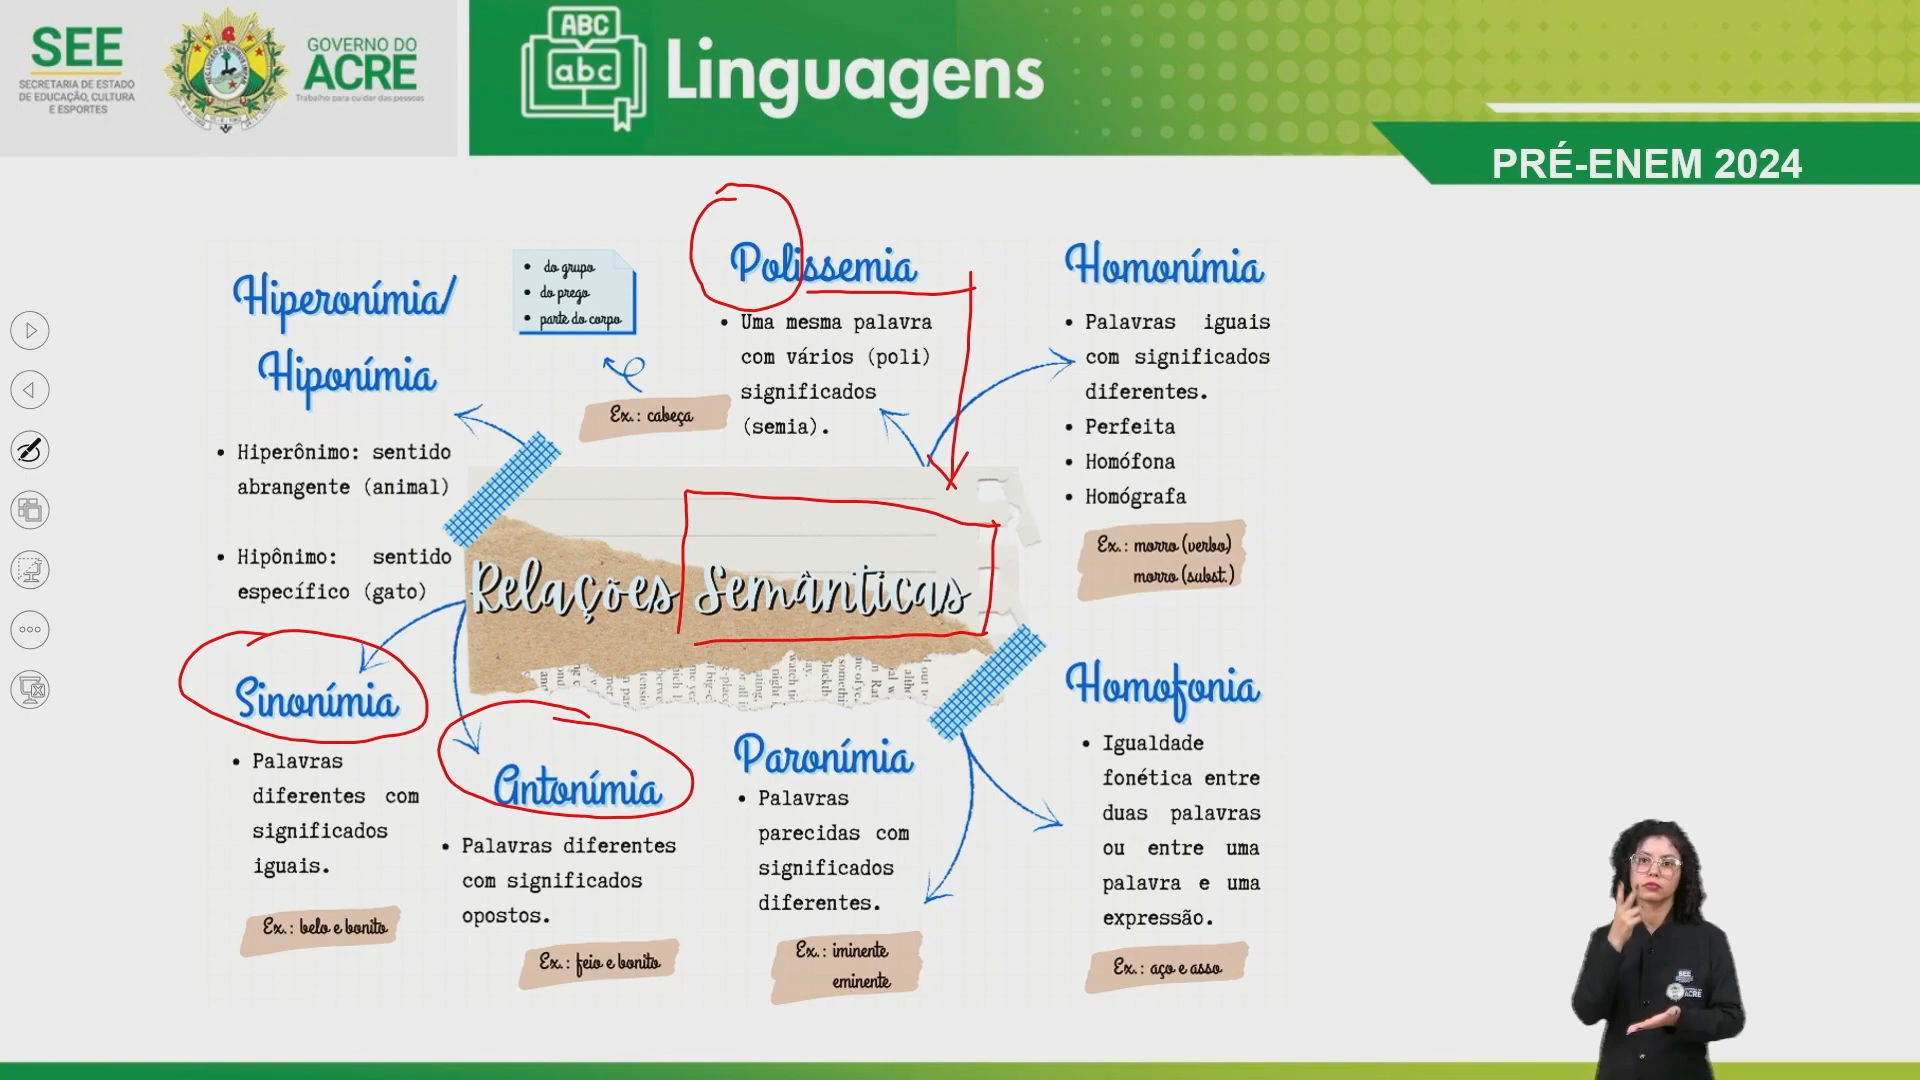 SEE
SECRETARIA DE ESTADO
DE EDUCAÇÃO, CULTURA
E ESPORTES
GOVERNO DO
ACRE
Trabalho para cuidar das pessoas
ABC
abc
Linguagens
PRÉ-ENEM 2024
Hiperonímia/
Hiponímia
• Hiperônimo: sentido
abrangente (animal)
• Hipônimo: sentido
específico (gato)
• do grupo
• do prego
• parte do corpo
Ex.: cabeça
Polissemia
• Uma mesma palavra
com vários (poli)
significados
(semia).
Homonímia
• Palavras iguais
com significados
diferentes.
• Perfeita
• Homófona
• Homógrafa
Ex.: morro (verbo)
morro (subst.)
Relações Semânticas
Sinonímia
• Palavras
diferentes com
significados
iguais.
Ex.: belo e bonito
Antonímia
• Palavras diferentes
com significados
opostos.
Ex.: feio e bonito
Paronímia
• Palavras
parecidas com
significados
diferentes.
Ex.: iminente
eminente
Homofonia
• Igualdade
fonética entre
duas palavras
ou entre uma
palavra e uma
expressão.
Ex.: aço e asso
SEE
ACRE